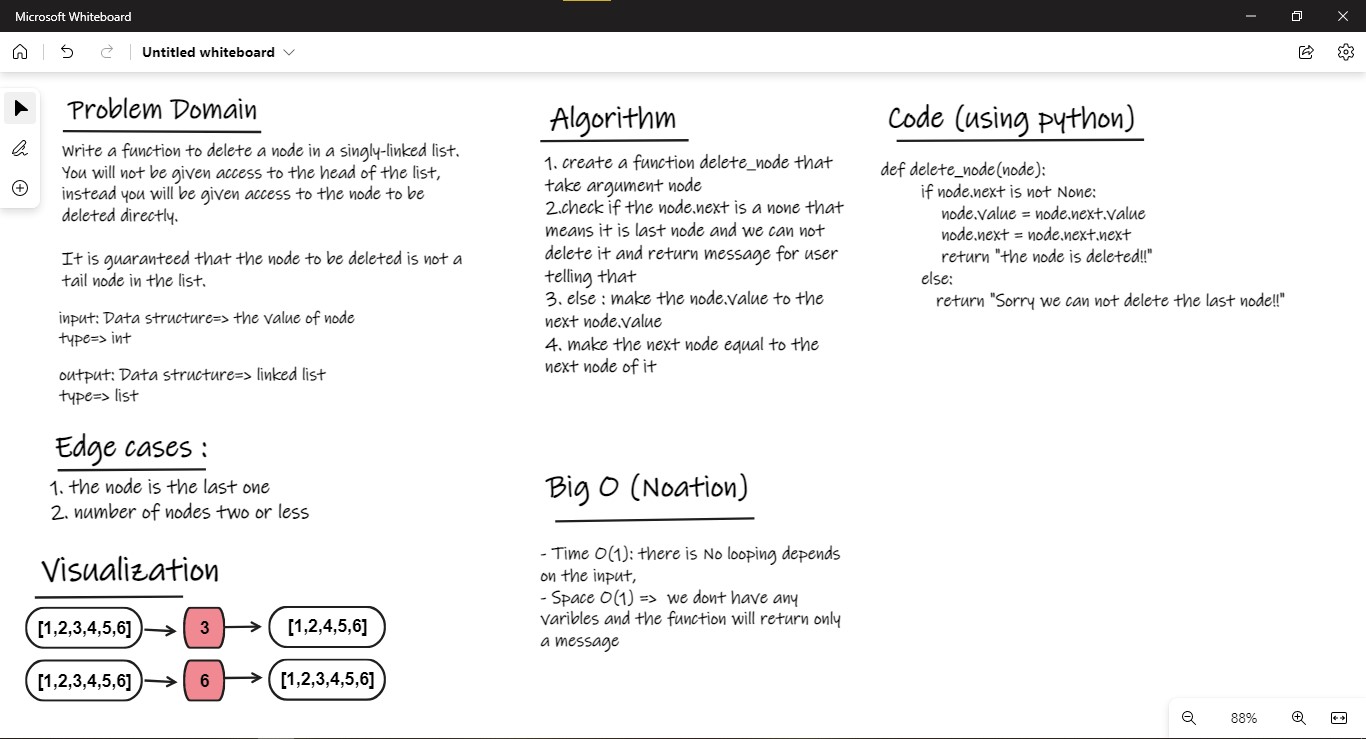 Microsoft Whiteboard
Untitled whiteboard
Problem Domain
Write a function to delete a node in a singly-linked list.
You will not be given access to the head of the list,
instead you will be given access to the node to be
deleted directly.
It is guaranteed that the node to be deleted is not a
tail node in the list.
input: Data structure=> the value of node
type=> int
output: Data structure=> linked list
type=> list
Edge cases :
1. the node is the last one
2. number of nodes two or less
Visualization
[1,2,3,4,5,6] 3 [1,2,4,5,6]
[1,2,3,4,5,6] 6 [1,2,3,4,5,6]
Algorithm
1. create a function delete_node that
take argument node
2.check if the node.next is a none that
means it is last node and we can not
delete it and return message for user
telling that
3. else : make the node.value to the
next node.value
4. make the next node equal to the
next node of it
Big O (Noation)
- Time O(1): there is No looping depends
on the input,
- Space O(1) => we dont have any
varibles and the function will return only
a message
Code (using python)
def delete_node(node):
if node.next is not None:
node.value = node.next.value
node.next = node.next.next
return "the node is deleted!!"
else:
return "Sorry we can not delete the last node!!"
88%